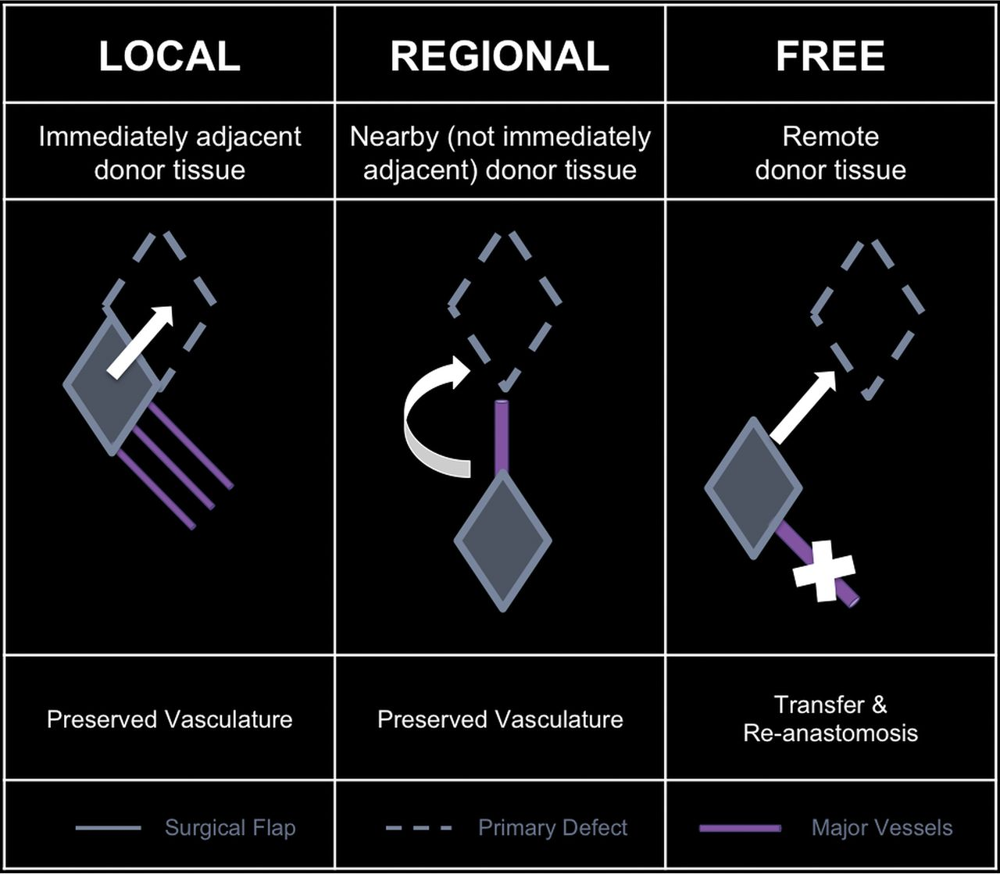 LOCAL
REGIONAL
FREE
Immediately adjacent
donor tissue
Nearby (not immediately
adjacent) donor tissue
Remote
donor tissue
Preserved Vasculature
Preserved Vasculature
Transfer &
Re-anastomosis
Surgical Flap
Primary Defect
Major Vessels